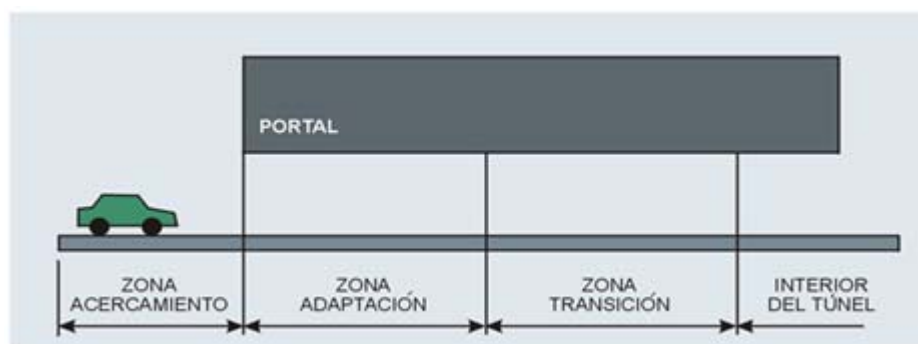 PORTAL
ZONA
ACERCAMIENTO
ZONA
ADAPTACIÓN
ZONA
TRANSICIÓN
INTERIOR
DEL TÚNEL